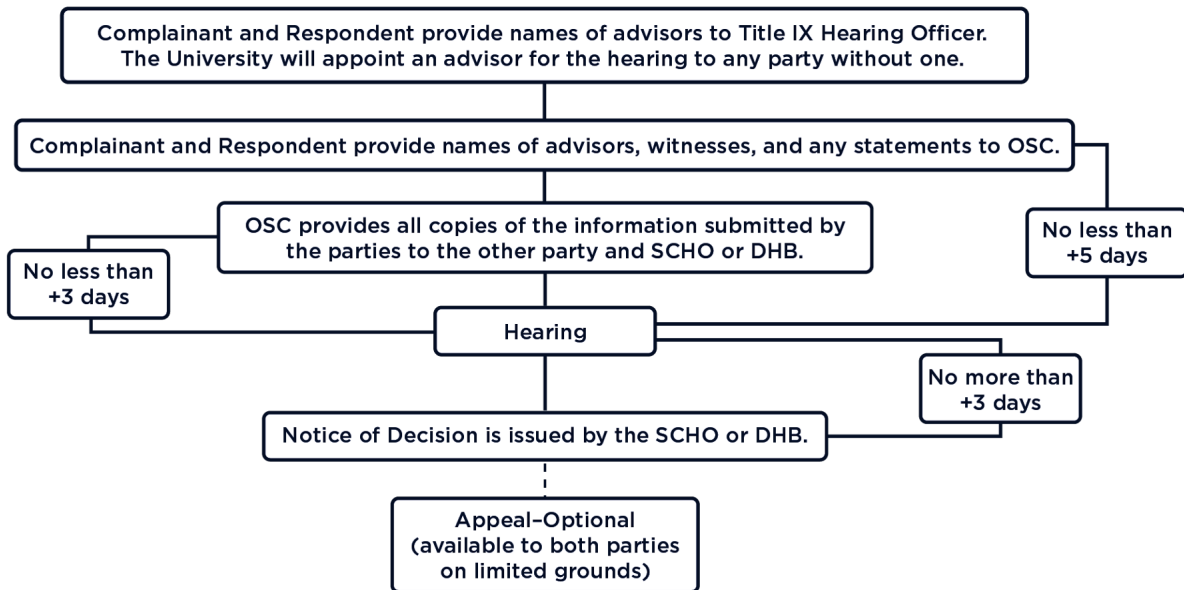 Complainant and Respondent provide names of advisors to Title IX Hearing Officer.
The University will appoint an advisor for the hearing to any party without one.
Complainant and Respondent provide names of advisors, witnesses, and any statements to OSC.
OSC provides all copies of the information submitted by
the parties to the other party and SCHO or DHB.
No less than
+5 days
No less than
+3 days
Hearing
No more than
+3 days
Notice of Decision is issued by the SCHO or DHB.
Appeal–Optional
(available to both parties
on limited grounds)